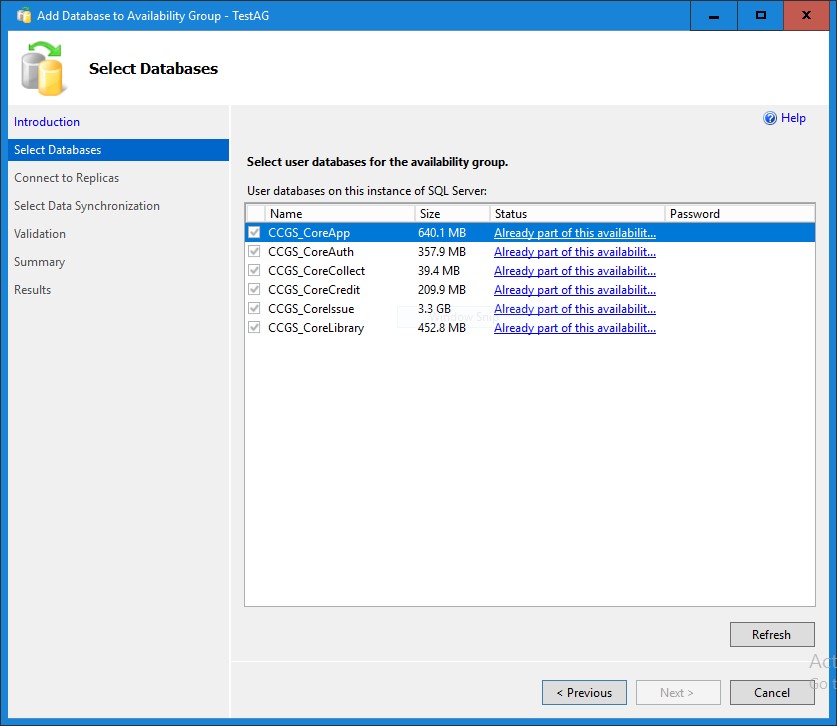 Add Database to Availability Group - TestAG
Select Databases
Introduction
Select Databases
Connect to Replicas
Select Data Synchronization
Validation
Summary
Results
Help
Select user databases for the availability group.
User databases on this instance of SQL Server:
Name Size Status Password
CCGS_CoreApp 640.1 MB Already part of this availabilit...
CCGS_CoreAuth 357.9 MB Already part of this availabilit...
CCGS_CoreCollect 39.4 MB Already part of this availabilit...
CCGS_CoreCredit 209.9 MB Already part of this availabilit...
CCGS_CoreIssue 3.3 GB Already part of this availabilit...
CCGS_CoreLibrary 452.8 MB Already part of this availabilit...
Refresh
< Previous Next > Cancel